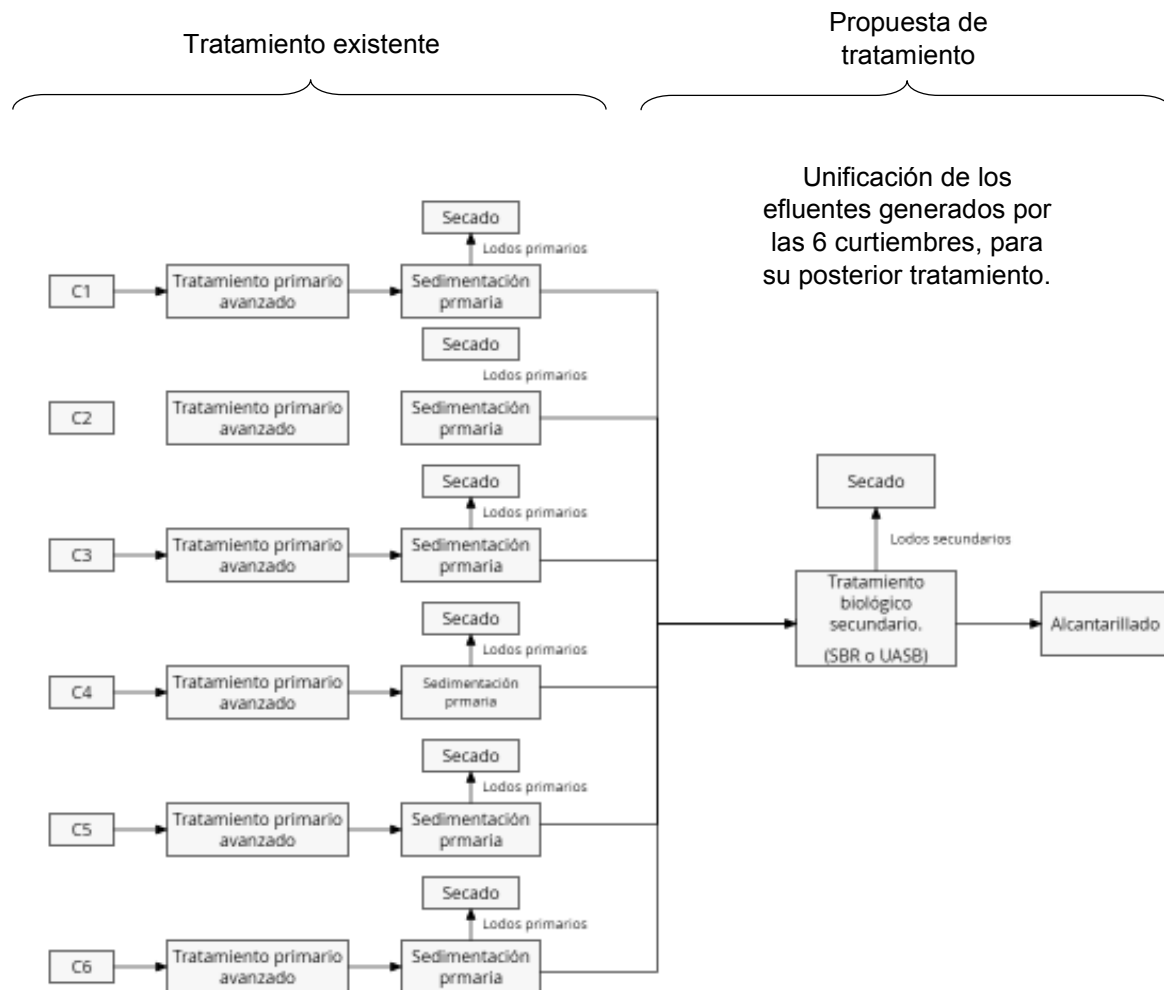 Tratamiento existente
Propuesta de
tratamiento
Unificación de los
efluentes generados por
las 6 curtiembres, para
su posterior tratamiento.
Secado
Lodos primarios
C1
Tratamiento primario
avanzado
Sedimentación
prmaria
Secado
Lodos primarios
C2
Tratamiento primario
avanzado
Sedimentación
prmaria
Secado
Lodos primarios
C3
Tratamiento primario
avanzado
Sedimentación
prmaria
Secado
Lodos primarios
C4
Tratamiento primario
avanzado
Sedimentación
prmaria
Secado
Lodos primarios
C5
Tratamiento primario
avanzado
Sedimentación
prmaria
Secado
Lodos primarios
C6
Tratamiento primario
avanzado
Sedimentación
prmaria
Secado
Lodos secundarios
Tratamiento
biológico
secundario.
(SBR o UASB)
Alcantarillado